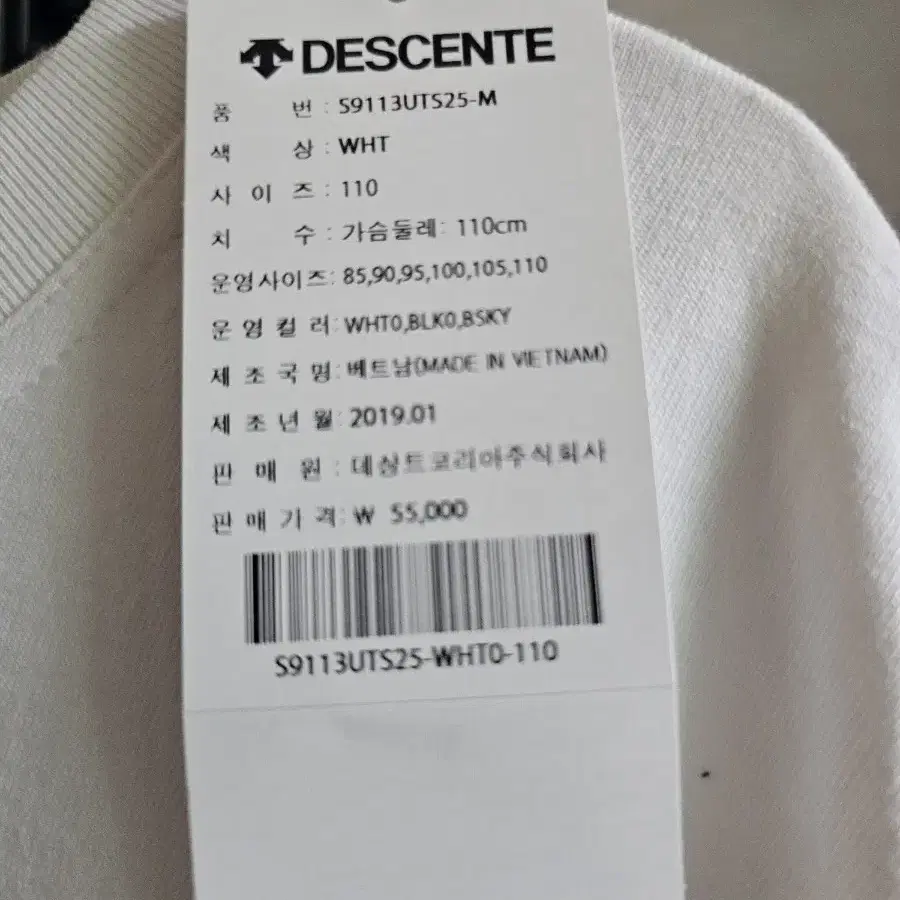 DESCENTE
품 번 : S9113UTS25-M
색 상 : WHT
사 이 즈 : 110
치 수 : 가슴둘레: 110cm
운영사이즈: 85,90,95,100,105,110
운 영 컬 러: WHT0,BLK0,BSKY
제 조 국 명: 베트남(MADE IN VIETNAM)
제 조 년 월: 2019.01
판 매 원 : 데상트코리아주식회사
판 매 가 격: ₩ 55,000
S9113UTS25-WHT0-110